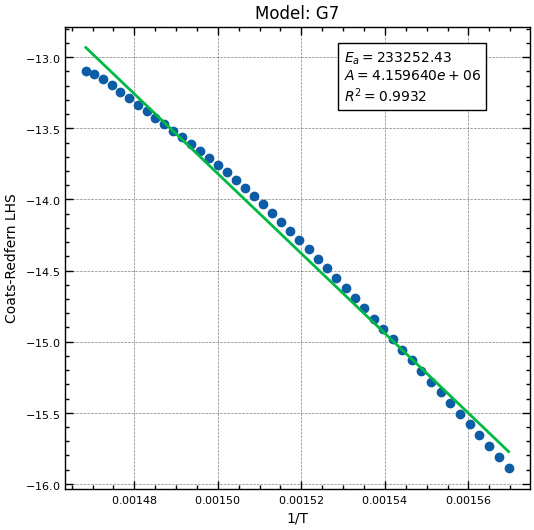 Model: G7
Coats-Redfern LHS
−13.0
−13.5
−14.0
−14.5
−15.0
−15.5
−16.0
E_a = 233252.43
A = 4.159640e + 06
R² = 0.9932
0.00148 0.00150 0.00152 0.00154 0.00156
1/T